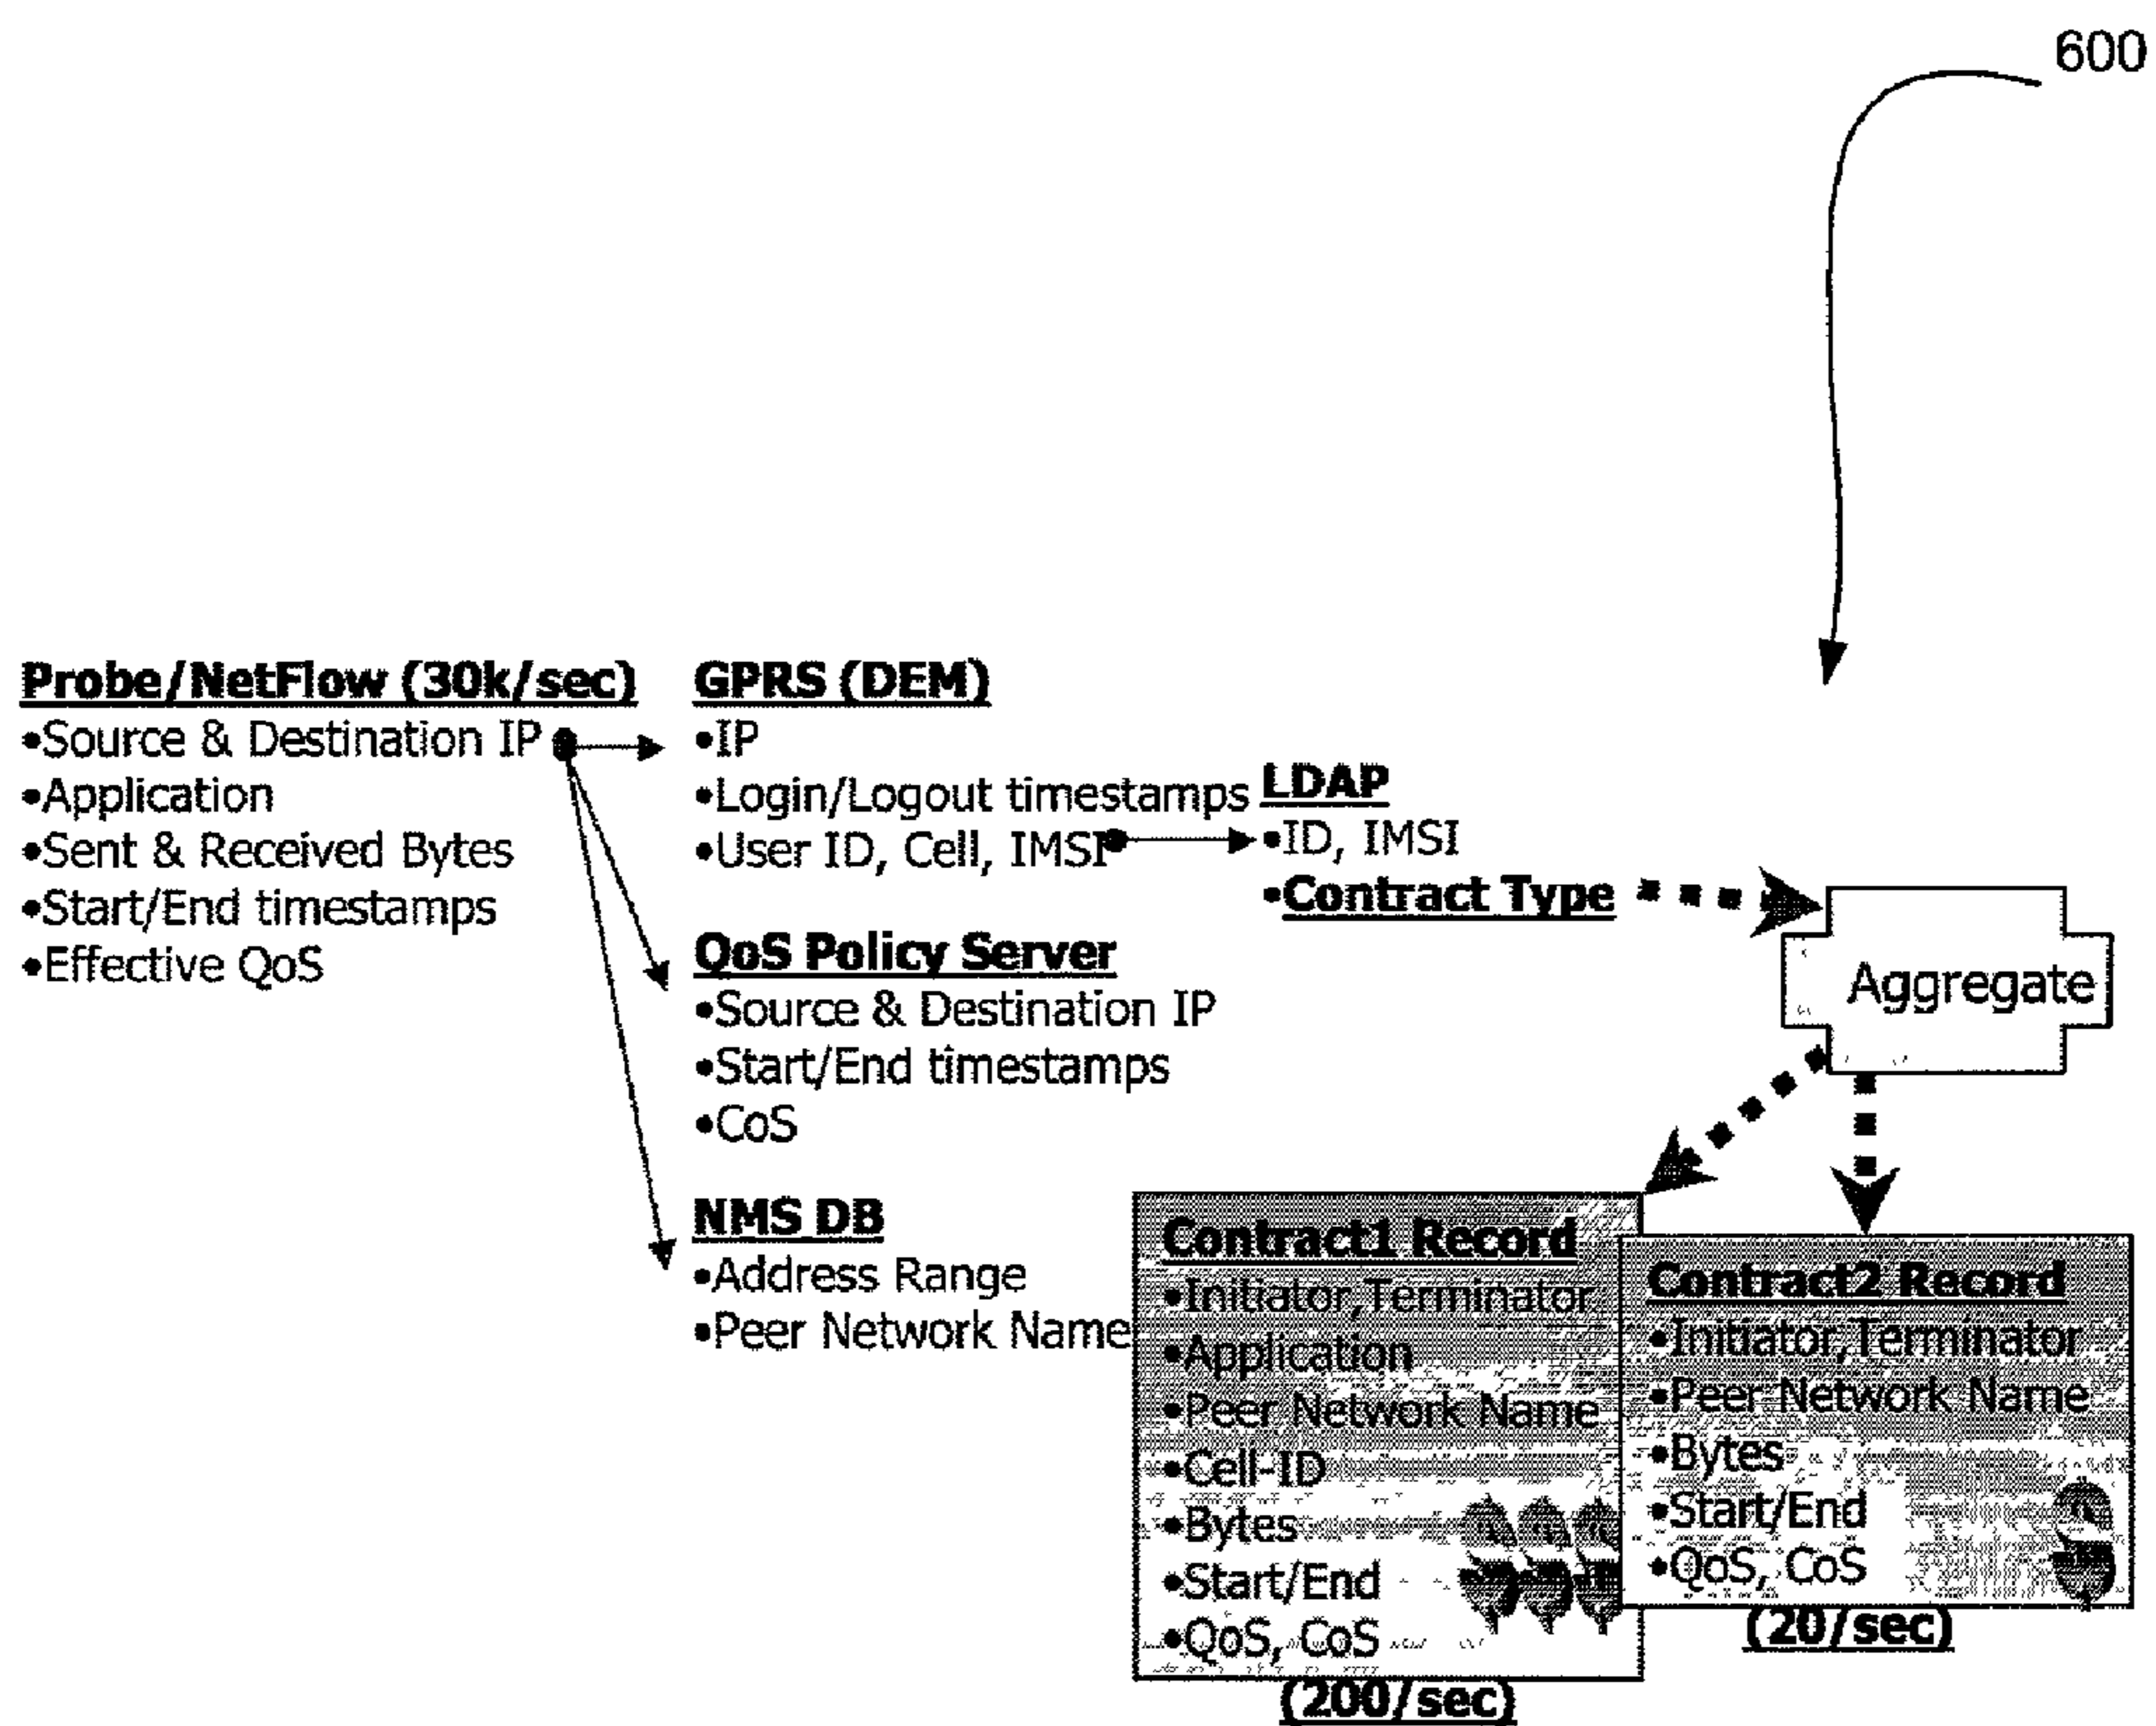 600
Probe/NetFlow (30k/sec)
•Source & Destination IP
•Application
•Sent & Received Bytes
•Start/End timestamps
•Effective QoS
GPRS (DEM)
•IP
•Login/Logout timestamps
•User ID, Cell, IMSI
LDAP
•ID, IMSI
•Contract Type
QoS Policy Server
•Source & Destination IP
•Start/End timestamps
•CoS
NMS DB
•Address Range
•Peer Network Name
Aggregate
Contract1 Record
•Initiator,Terminator
•Application
•Peer Network Name
•Cell-ID
•Bytes
•Start/End
•QoS, CoS
(200/sec)
Contract2 Record
•Initiator,Terminator
•Peer Network Name
•Bytes
•Start/End
•QoS, CoS
(20/sec)